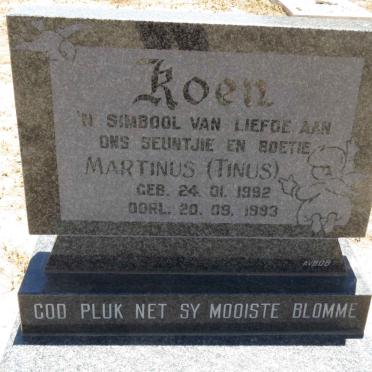 Koen
'N SIMBOOL VAN LIEFDE AAN
ONS SEUNTJIE EN BOETIE
MARTINUS (TINUS)
GEB. 24. 01. 1992
OORL. 20. 09. 1993
AVBOB
GOD PLUK NET SY MOOISTE BLOMME